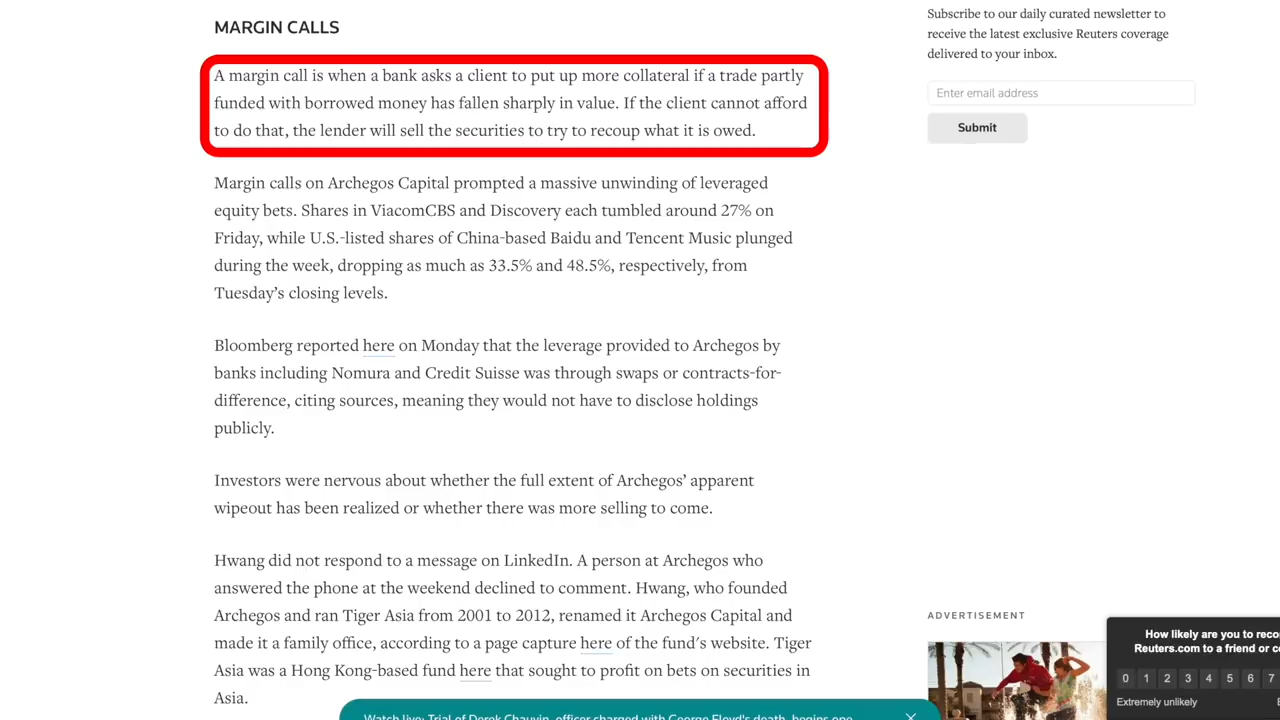 MARGIN CALLS
A margin call is when a bank asks a client to put up more collateral if a trade partly
funded with borrowed money has fallen sharply in value. If the client cannot afford
to do that, the lender will sell the securities to try to recoup what it is owed.
Margin calls on Archegos Capital prompted a massive unwinding of leveraged
equity bets. Shares in ViacomCBS and Discovery each tumbled around 27% on
Friday, while U.S.-listed shares of China-based Baidu and Tencent Music plunged
during the week, dropping as much as 33.5% and 48.5%, respectively, from
Tuesday’s closing levels.
Bloomberg reported here on Monday that the leverage provided to Archegos by
banks including Nomura and Credit Suisse was through swaps or contracts-for-
difference, citing sources, meaning they would not have to disclose holdings
publicly.
Investors were nervous about whether the full extent of Archegos’ apparent
wipeout has been realized or whether there was more selling to come.
Hwang did not respond to a message on LinkedIn. A person at Archegos who
answered the phone at the weekend declined to comment. Hwang, who founded
Archegos and ran Tiger Asia from 2001 to 2012, renamed it Archegos Capital and
made it a family office, according to a page capture here of the fund’s website. Tiger
Asia was a Hong Kong-based fund here that sought to profit on bets on securities in
Asia.
Subscribe to our daily curated newsletter to
receive the latest exclusive Reuters coverage
delivered to your inbox.
Enter email address
Submit
ADVERTISEMENT
How likely are you to
Reuters.com to a friend or
0 1 2 3 4 5 6 7
Extremely unlikely
Watch live: Trial of Derek Chauvin, officer charged with George Floyd's death, begins one